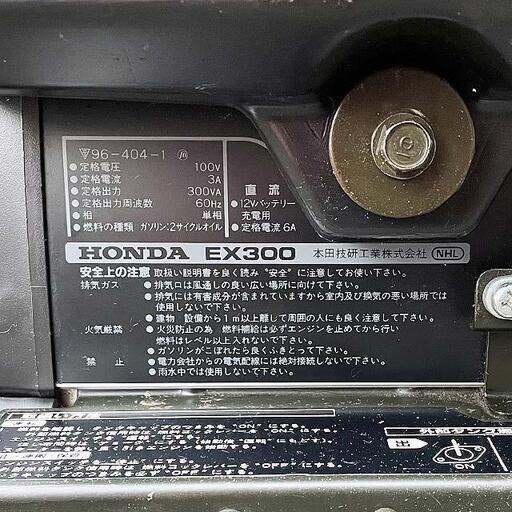 ▽96-404-1
●定格電圧 100V
●定格電流 3A
●定格出力 300VA
●定格出力周波数 60Hz
●相 単相
●燃料の種類 ガソリン:2サイクルオイル
直流
●12Vバッテリー
充電用
●定格電流 6A
HONDA EX300 本田技研工業株式会社 NHL
安全上の注意 取扱い説明書を良く読み"安全"に注意してお使い下さい。
排気ガス ●排気口は風通しの良い広い場所に向けて下さい。
●排気には有害成分が含まれていますから室内及び換気の悪い場所では
使用しないで下さい。
●建物 設備から1m以上離して周囲の人にも注意して下さい。
火気厳禁 ●火災防止の為 燃料補給は必ずエンジンを止めてから行い
燃料はレベル以上入れないで下さい。
●ガソリンがこぼれたら良くふきとって下さい。
禁止 ●電力会社からの電気配線には絶対接続しないで下さい。
●雨水中では使用しないで下さい。
出